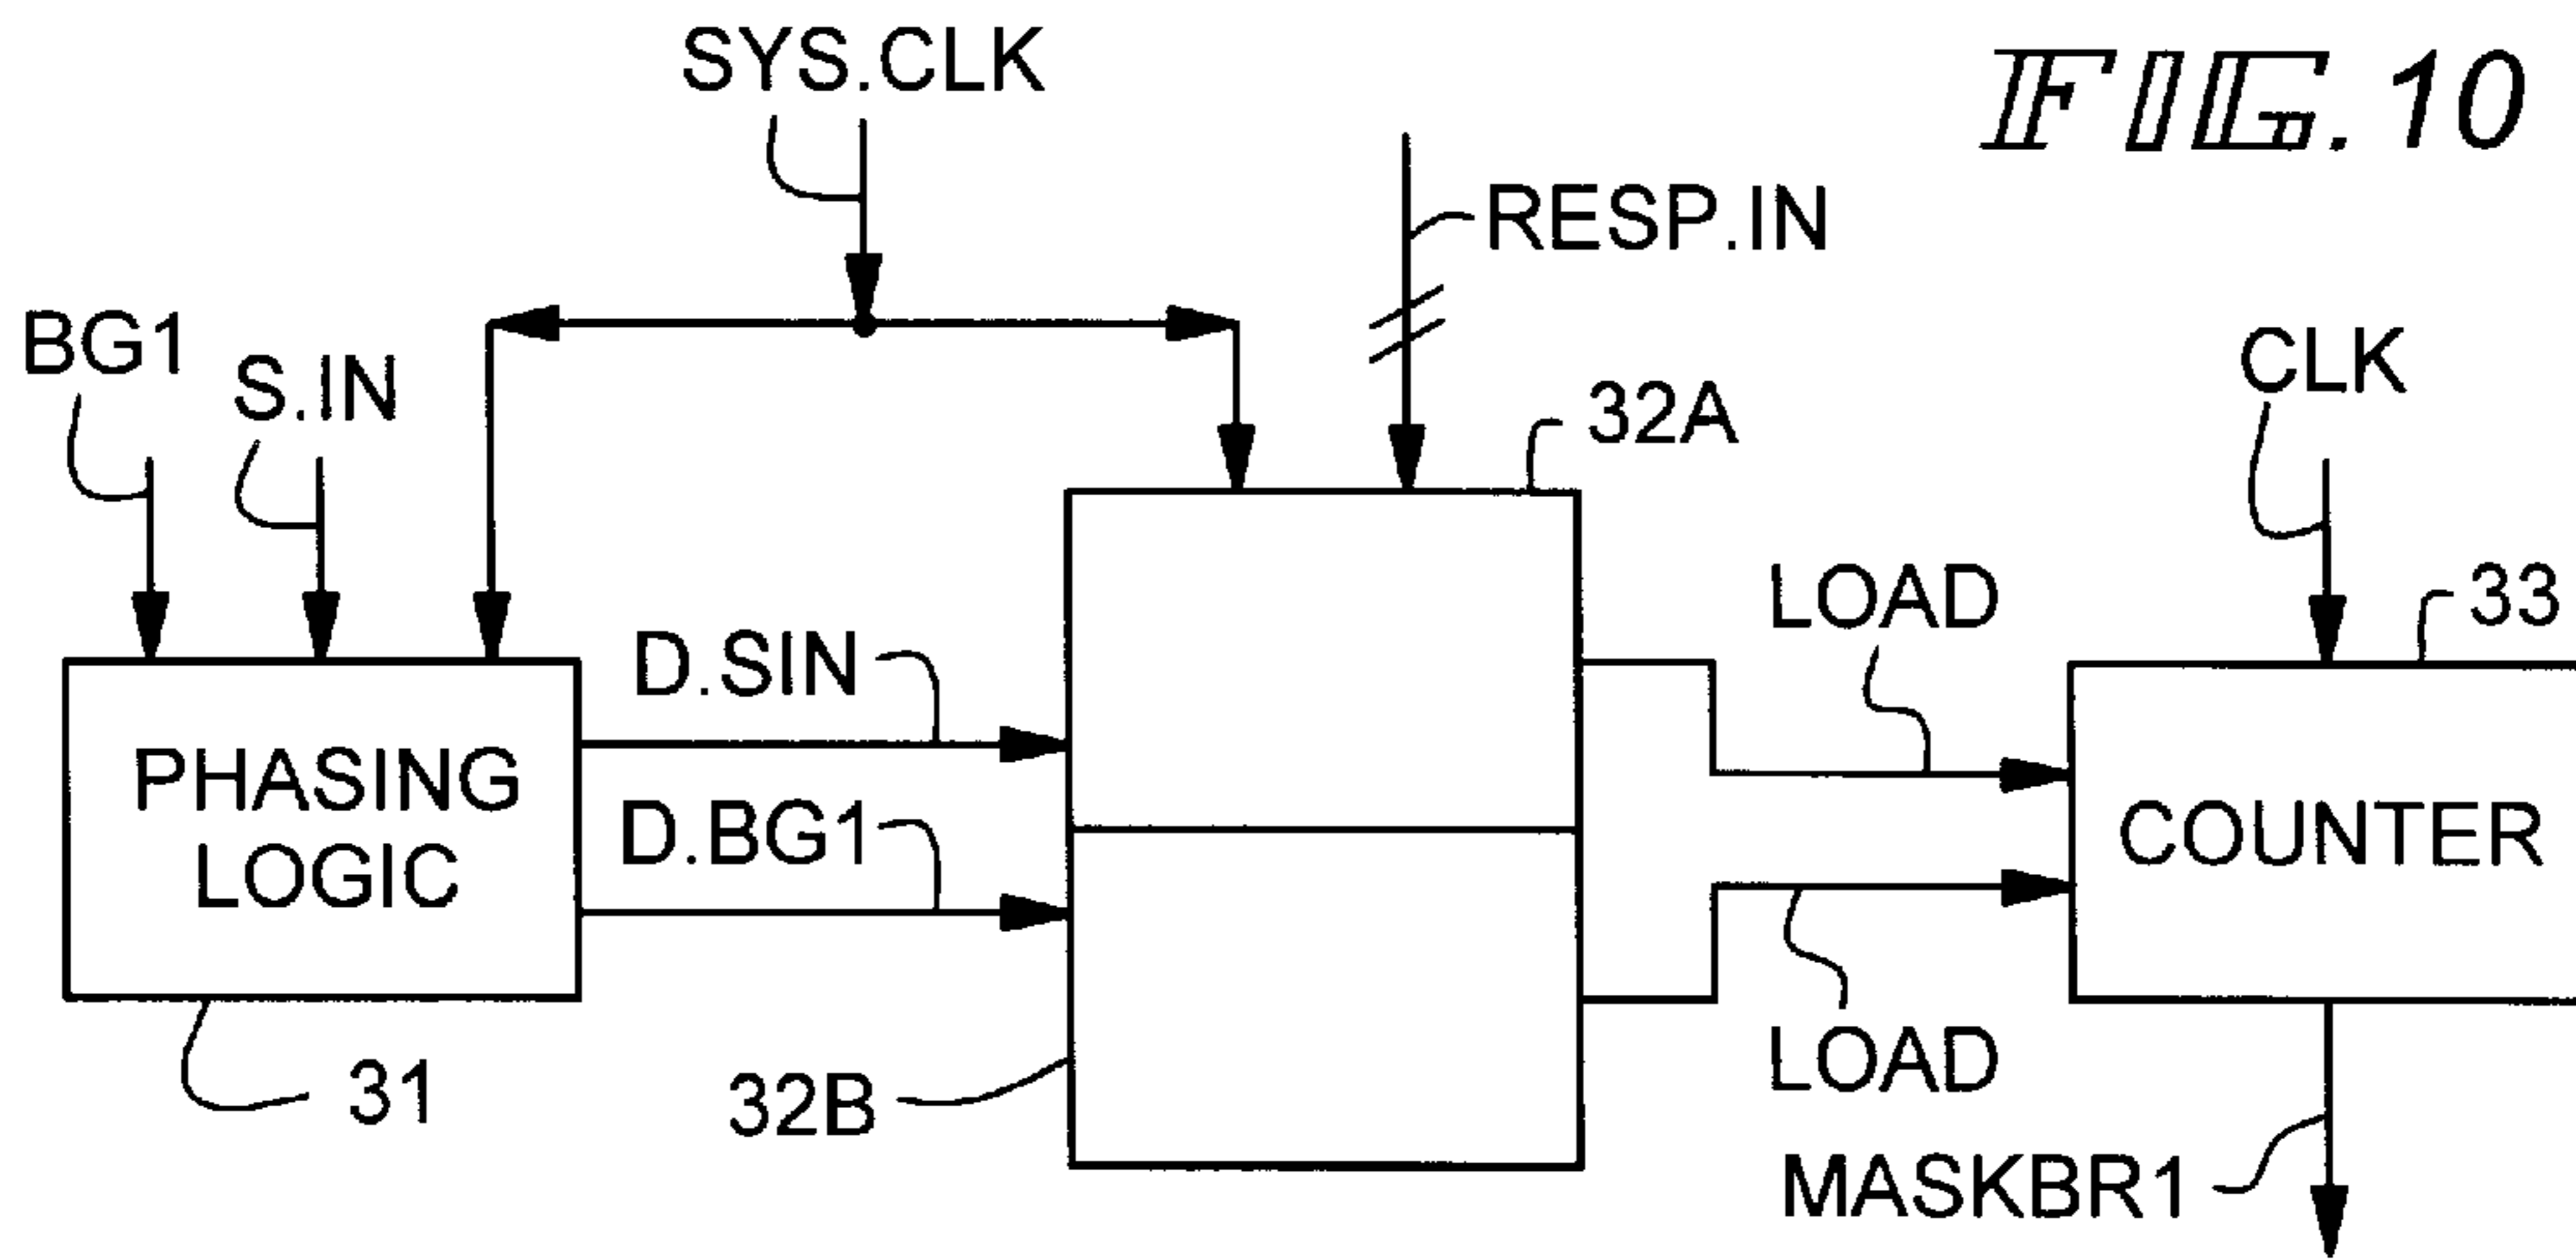 SYS.CLK
FIG. 10
RESP.IN
BG1
S.IN
CLK
32A
LOAD
33
D.SIN
PHASING
LOGIC
D.BG1
COUNTER
31
32B
LOAD
MASKBR1